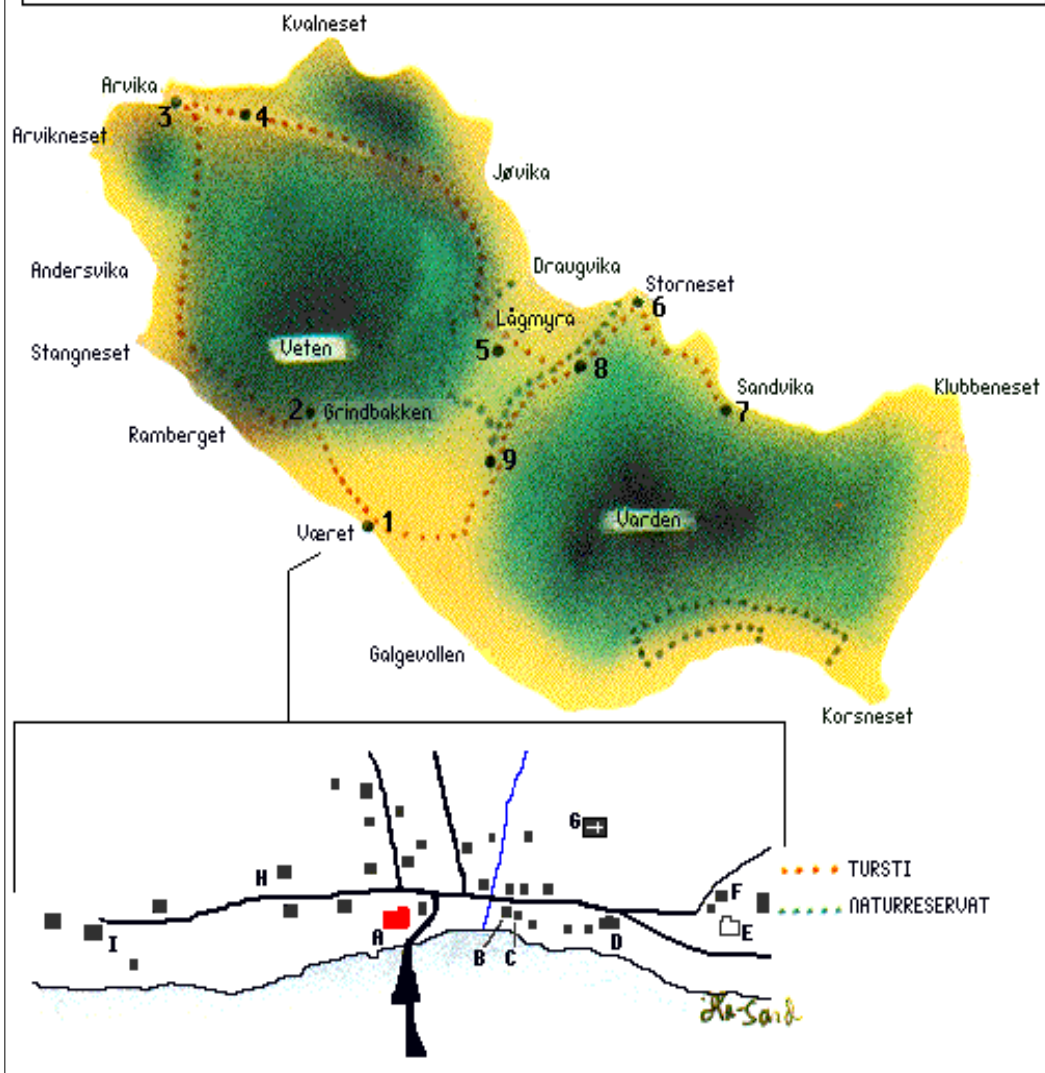 Kvalneset
Arvika
3
4
Arvikneset
Jøvika
Andersvika
Draugvika
Storneset
6
Lågmyra
Stangneset
Veten
5
8
Sandvika
Klubbeneset
7
2
Grindbakken
Ramberget
9
Været
1
Varden
Galgevollen
Korsneset
G
H
TURSTI
F
NATURRESERVAT
I
A
B
C
D
E